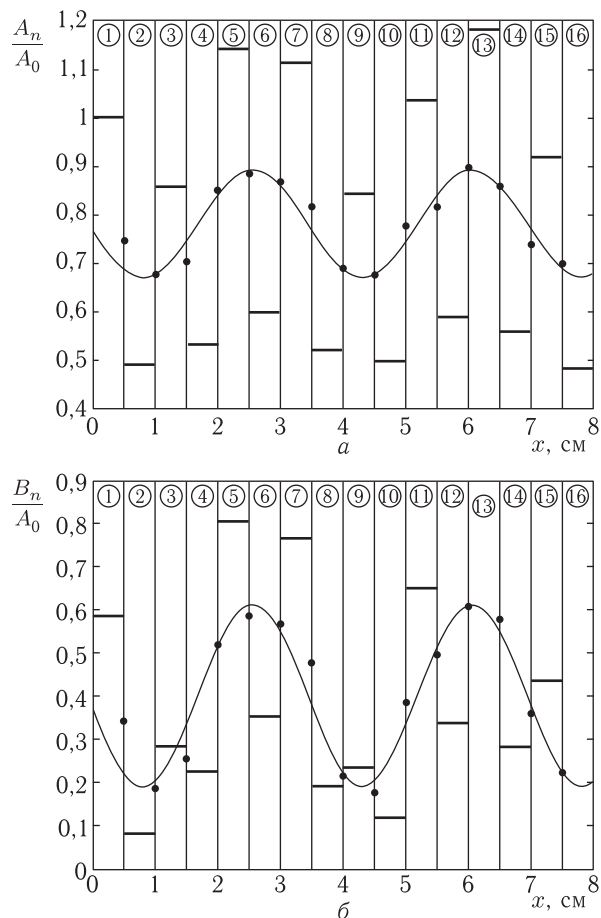 A_n
A_0
1,2
1,1
1
0,9
0,8
0,7
0,6
0,5
0,4
① ② ③ ④ ⑤ ⑥ ⑦ ⑧ ⑨ ⑩ ⑪ ⑫ ⑬ ⑭ ⑮ ⑯
0 1 2 3 4 5 6 7 8
а
x, см
B_n
A_0
0,9
0,8
0,7
0,6
0,5
0,4
0,3
0,2
0,1
0
① ② ③ ④ ⑤ ⑥ ⑦ ⑧ ⑨ ⑩ ⑪ ⑫ ⑬ ⑭ ⑮ ⑯
0 1 2 3 4 5 6 7 8
б
x, см